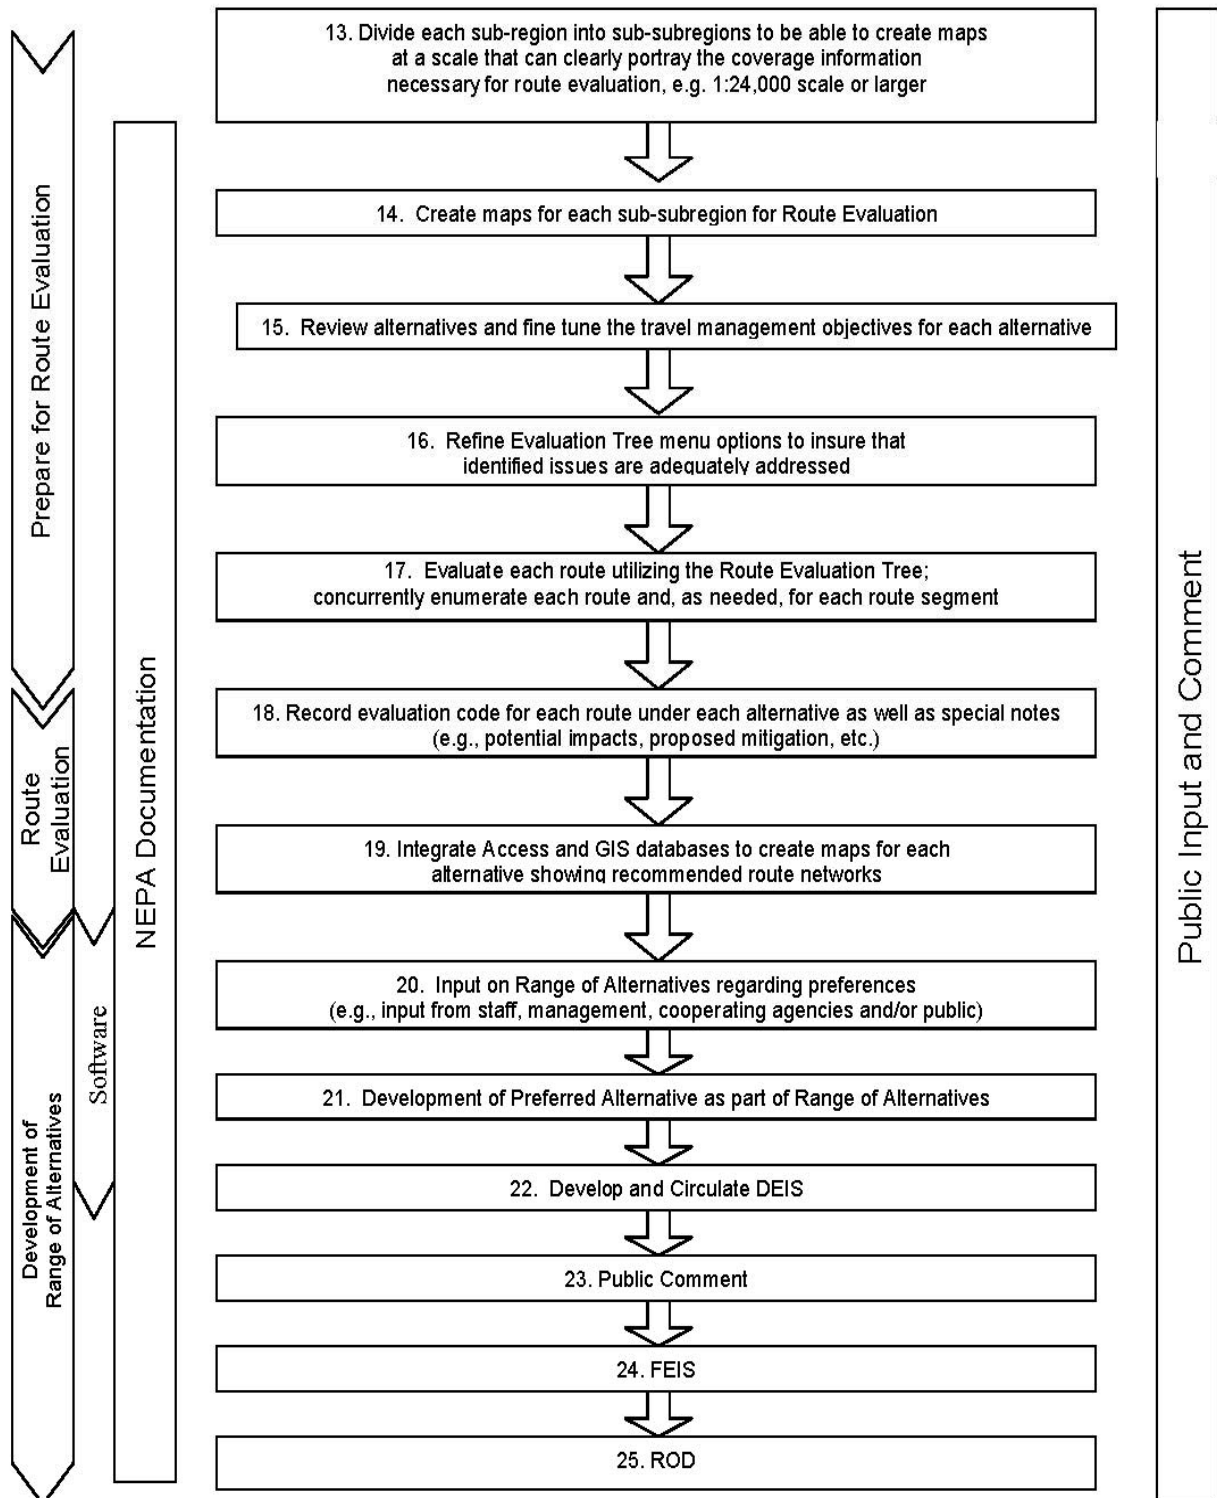 13. Divide each sub-region into sub-subregions to be able to create maps
at a scale that can clearly portray the coverage information
necessary for route evaluation, e.g. 1:24,000 scale or larger
14. Create maps for each sub-subregion for Route Evaluation
15. Review alternatives and fine tune the travel management objectives for each alternative
16. Refine Evaluation Tree menu options to insure that
identified issues are adequately addressed
17. Evaluate each route utilizing the Route Evaluation Tree;
concurrently enumerate each route and, as needed, for each route segment
18. Record evaluation code for each route under each alternative as well as special notes
(e.g., potential impacts, proposed mitigation, etc.)
19. Integrate Access and GIS databases to create maps for each
alternative showing recommended route networks
20. Input on Range of Alternatives regarding preferences
(e.g., input from staff, management, cooperating agencies and/or public)
21. Development of Preferred Alternative as part of Range of Alternatives
22. Develop and Circulate DEIS
23. Public Comment
24. FEIS
25. ROD
Prepare for Route Evaluation
Route
Evaluation
Development of
Range of Alternatives
Software
NEPA Documentation
Public Input and Comment